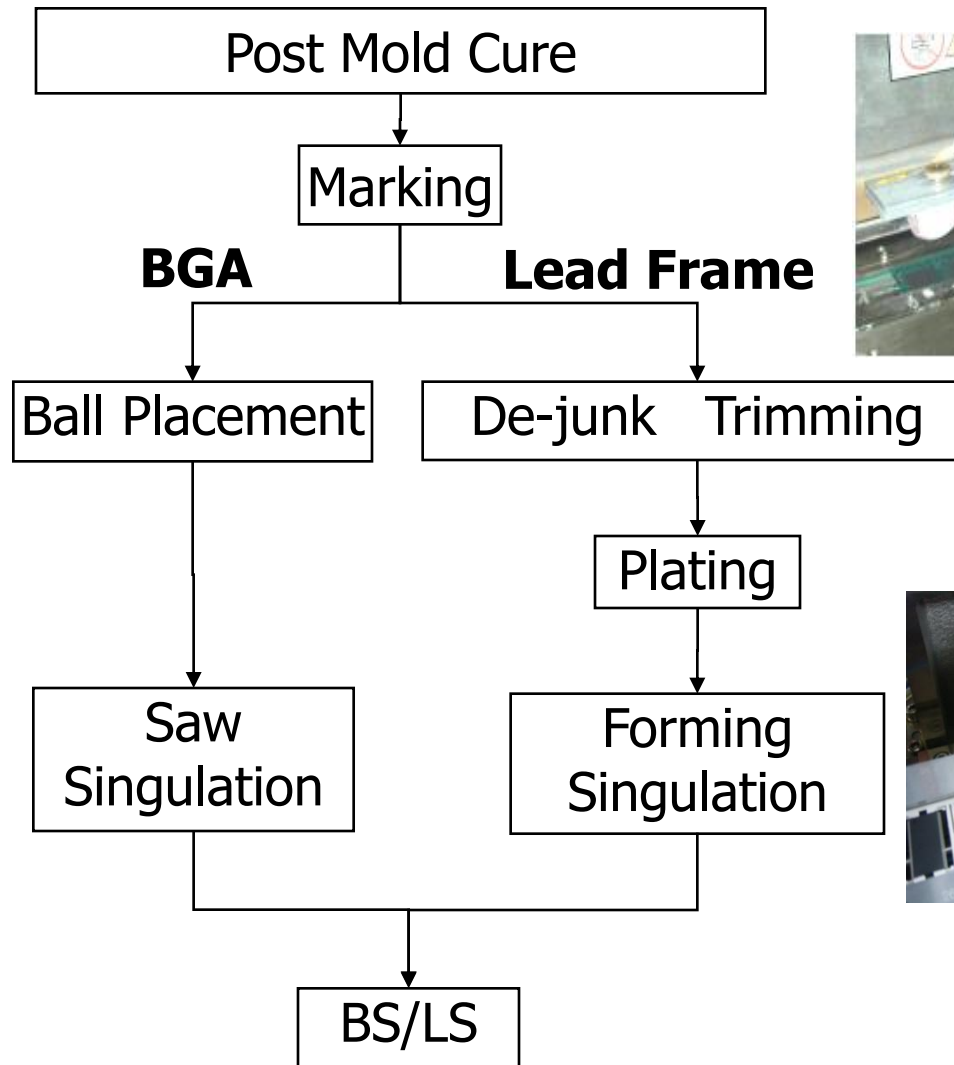 Post Mold Cure
Marking
BGA
Lead Frame
Ball Placement
De-junk Trimming
Plating
Saw
Singulation
Forming
Singulation
BS/LS